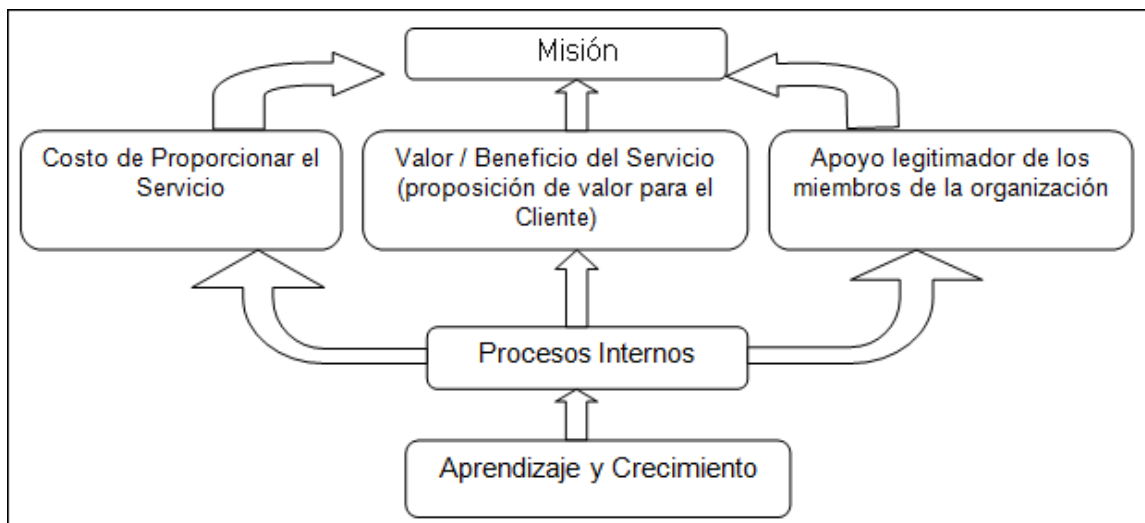 Misión
Costo de Proporcionar el
Servicio
Valor / Beneficio del Servicio
(proposición de valor para el
Cliente)
Apoyo legitimador de los
miembros de la organización
Procesos Internos
Aprendizaje y Crecimiento